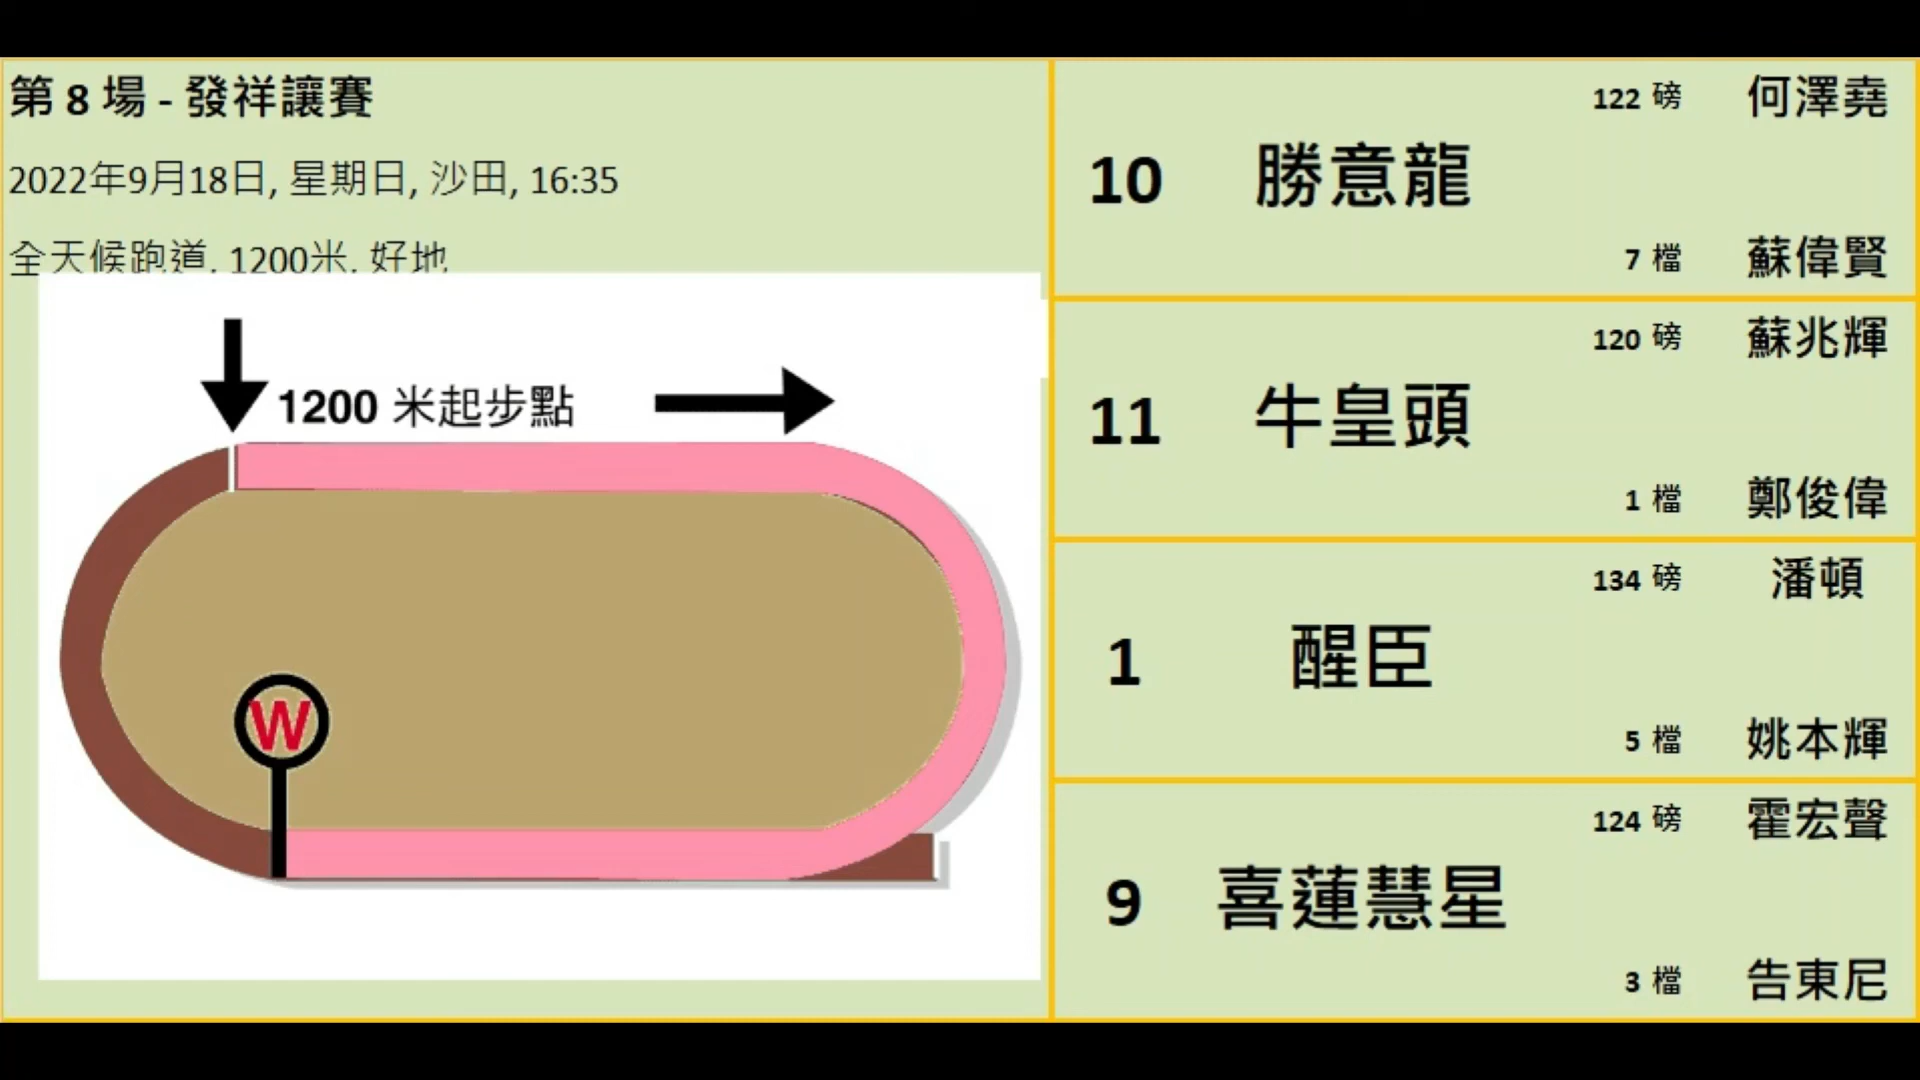 第 8 場 - 發祥讓賽
2022年9月18日, 星期日, 沙田, 16:35
全天候跑道, 1200米, 好地
1200 米起步點
W
122 磅 何澤堯
10 勝意龍
7 檔 蘇偉賢
120 磅 蘇兆輝
11 牛皇頭
1 檔 鄭俊偉
134 磅 潘頓
1 醒臣
5 檔 姚本輝
124 磅 霍宏聲
9 喜蓮慧星
3 檔 告東尼